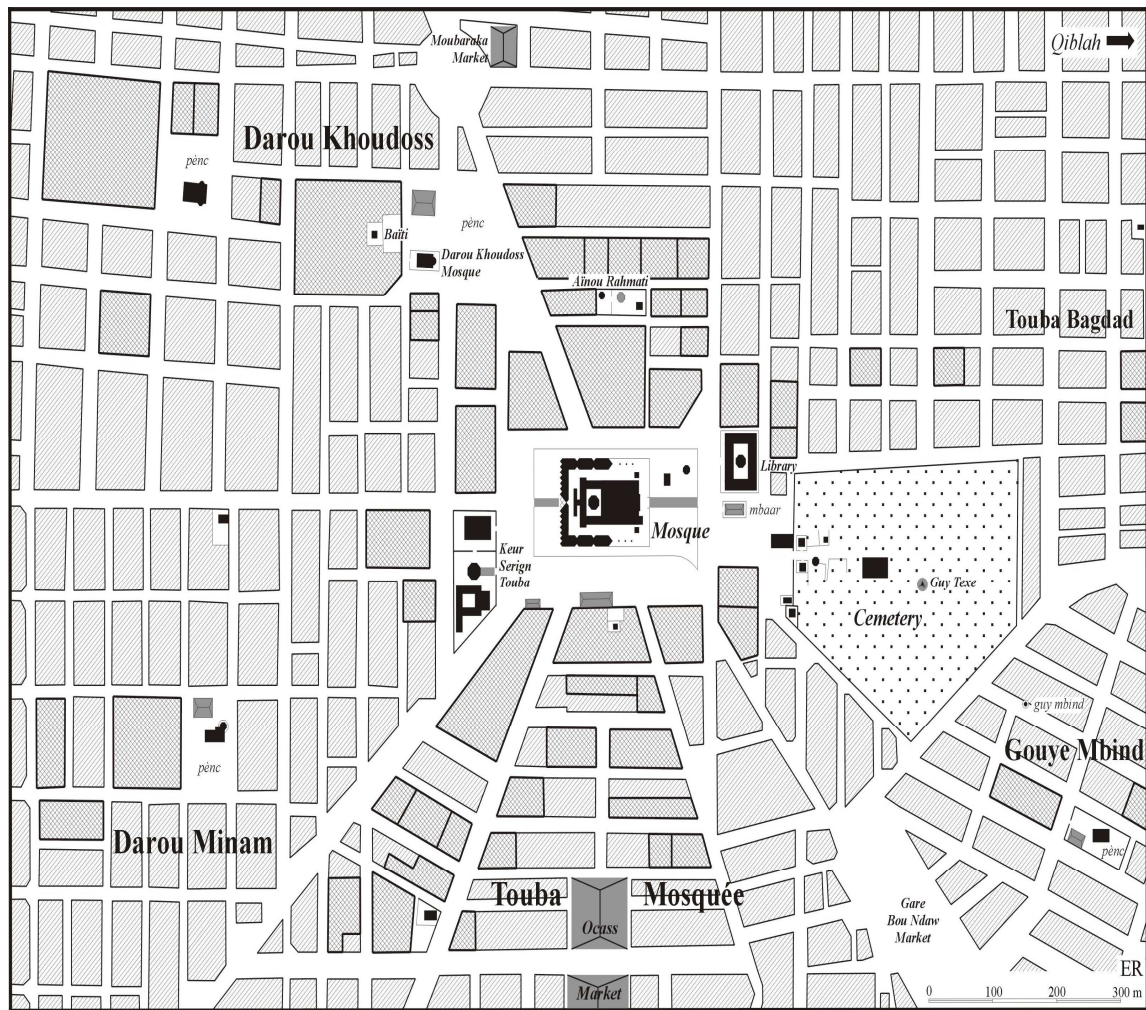 Moubaraka
Market
Qiblah
Darou Khoudoss
pènc
pènc
Baïti
Darou Khoudoss
Mosque
Aïnou Rahmati
Touba Bagdad
Library
mbaar
Mosque
Keur
Serign
Touba
Guy Texe
Cemetery
guy mbind
Gouye Mbind
pènc
Darou Minam
pènc
Touba Mosquée
Ocass
Market
Gare
Bou Ndaw
Market
ER
0 100 200 300 m